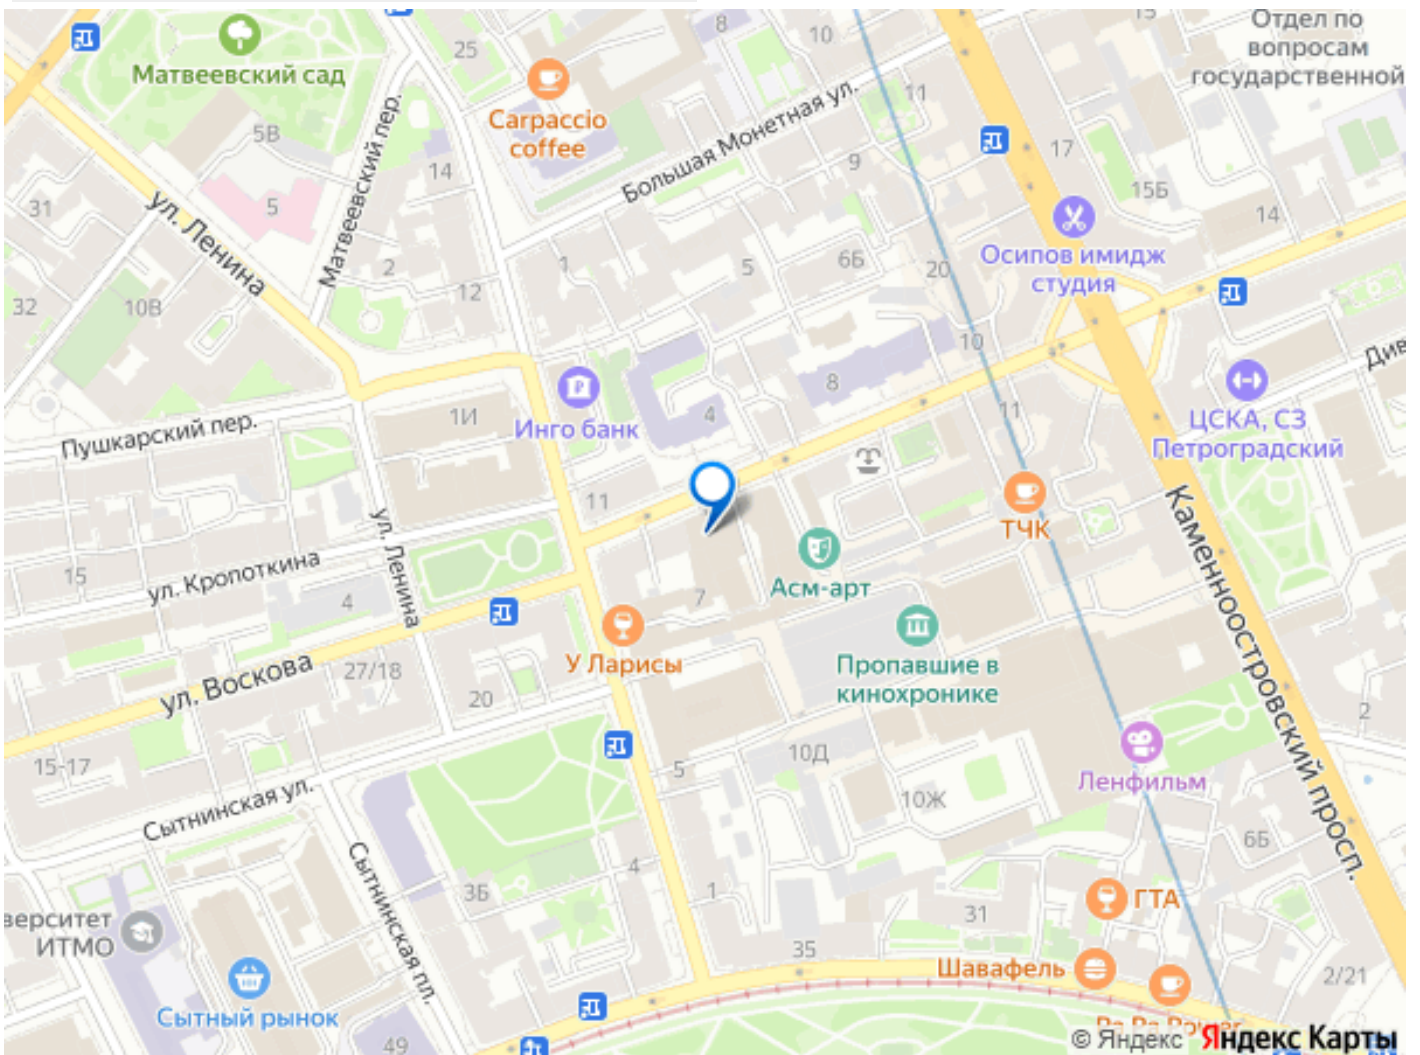 8
10
15
Отдел по
вопросам
государственной
25
Матвеевский сад
Carpaccio
coffee
11
Большая Монетная ул.
5В
Матвеевский пер.
14
9
17
15Б
31
5
ул. Ленина
14
Осипов имидж
студия
2
12
1
5
6Б
20
32
10В
10
Див
8
11
1И
Инго банк
4
ЦСКА, СЗ
Петроградский
Пушкарский пер.
11
ТЧК
Каменноостровский просп.
ул. Ленина
15
ул. Кропоткина
4
7
Асм-арт
У Ларисы
Пропавшие в
кинохронике
ул. Воскова
27/18
20
2
15-17
5
10Д
Ленфильм
10Ж
Сытнинская ул.
6Б
Сытнинская пл.
4
3Б
1
31
ГТА
верситет
ИТМО
35
Шавафель
2/21
Сытный рынок
49
© Яндекс Яндекс Карты